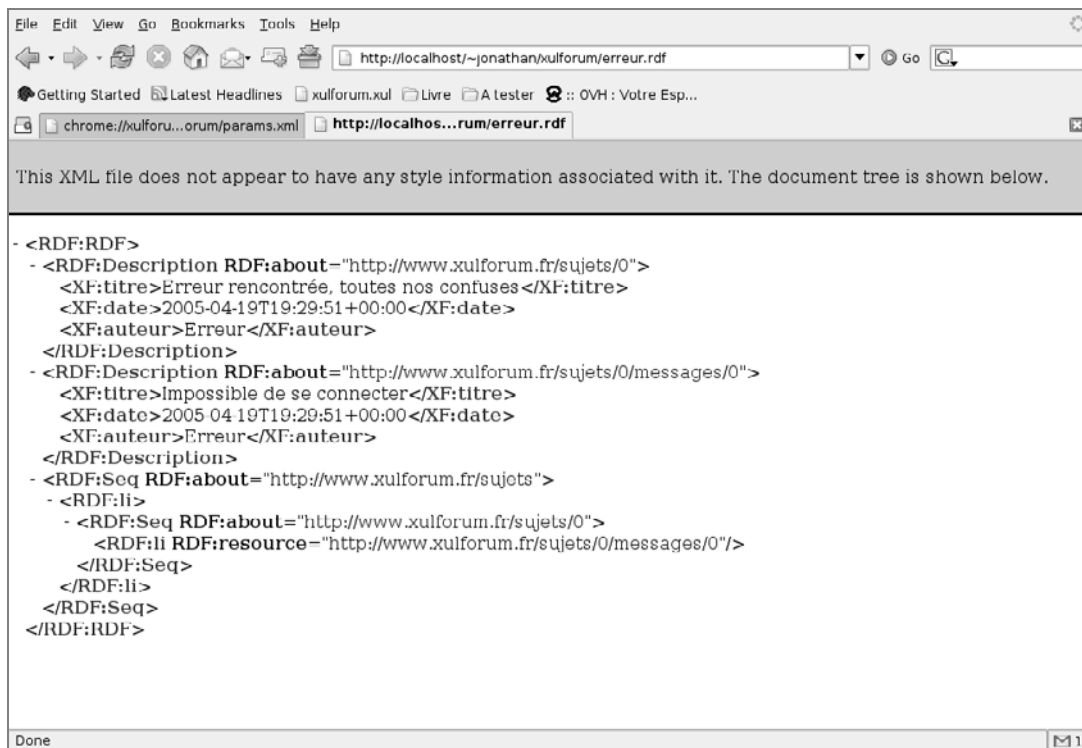 File Edit View Go Bookmarks Tools Help
http://localhost/~jonathan/xulforum/erreur.rdf Go G
Getting Started Latest Headlines xulforum.xul Livre A tester :: OVH : Votre Esp...
chrome://xulforu...orum/params.xml http://localhos...rum/erreur.rdf
This XML file does not appear to have any style information associated with it. The document tree is shown below.
- <RDF:RDF>
- <RDF:Description RDF:about="http://www.xulforum.fr/sujets/0">
<XF:titre>Erreur rencontrée, toutes nos confuses</XF:titre>
<XF:date>2005-04-19T19:29:51+00:00</XF:date>
<XF:auteur>Erreur</XF:auteur>
</RDF:Description>
- <RDF:Description RDF:about="http://www.xulforum.fr/sujets/0/messages/0">
<XF:titre>Impossible de se connecter</XF:titre>
<XF:date>2005-04-19T19:29:51+00:00</XF:date>
<XF:auteur>Erreur</XF:auteur>
</RDF:Description>
- <RDF:Seq RDF:about="http://www.xulforum.fr/sujets">
- <RDF:li>
- <RDF:Seq RDF:about="http://www.xulforum.fr/sujets/0">
<RDF:li RDF:resource="http://www.xulforum.fr/sujets/0/messages/0"/>
</RDF:Seq>
</RDF:li>
</RDF:Seq>
</RDF:RDF>
Done 1